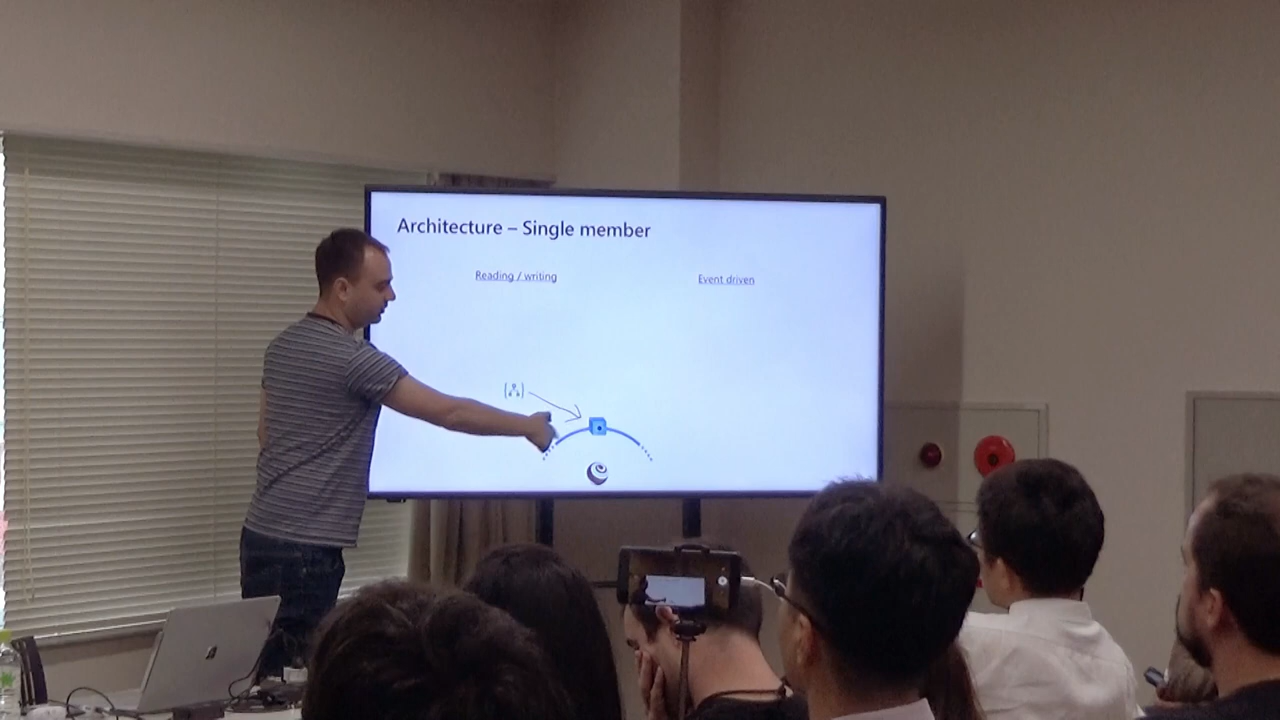 Architecture – Single member
Reading / writing
Event driven